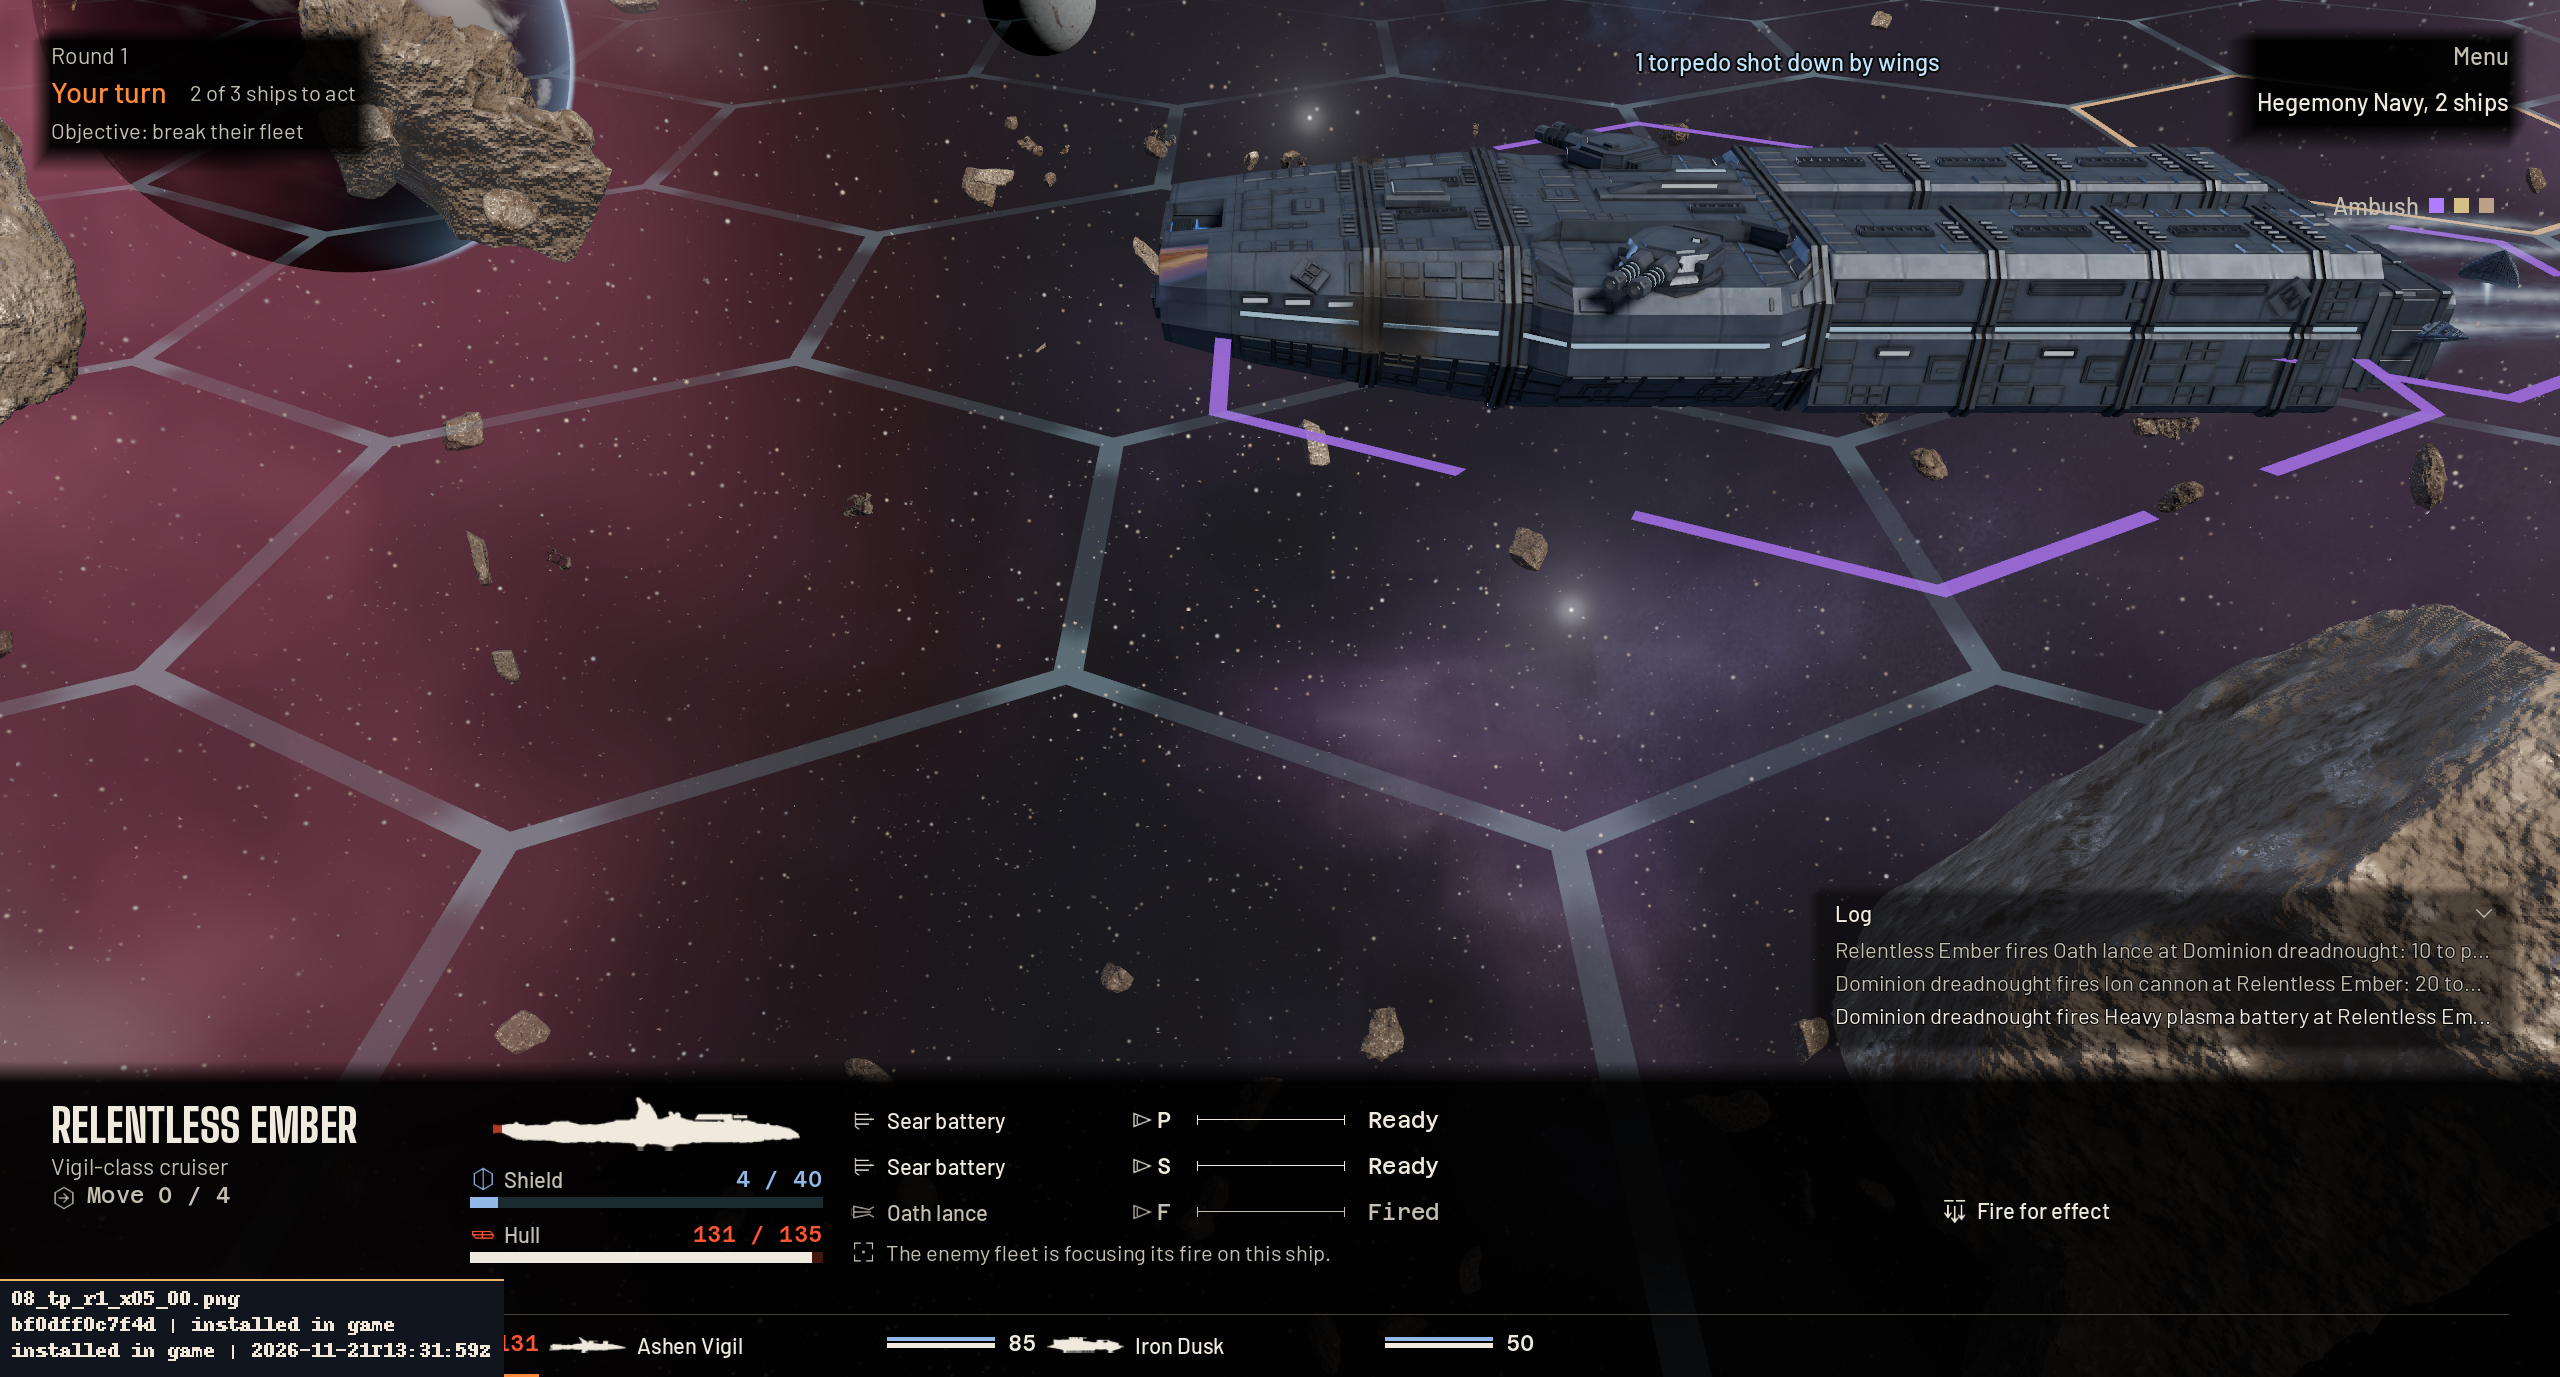 Round 1
Your turn 2 of 3 ships to act
Objective: break their fleet
1 torpedo shot down by wings
Menu
Hegemony Navy, 2 ships
Ambush
Log
Relentless Ember fires Oath lance at Dominion dreadnought: 10 to p...
Dominion dreadnought fires Ion cannon at Relentless Ember: 20 to...
Dominion dreadnought fires Heavy plasma battery at Relentless Em...
RELENTLESS EMBER
Vigil-class cruiser
Move 0 / 4
Shield 4 / 40
Hull 131 / 135
Sear battery P Ready
Sear battery S Ready
Oath lance F Fired
The enemy fleet is focusing its fire on this ship.
Fire for effect
08_tp_r1_x05_00.png
bf0dff0c7f4d | installed in game
installed in game | 2026-11-21r13:31:59z
131 Ashen Vigil 85 Iron Dusk 50